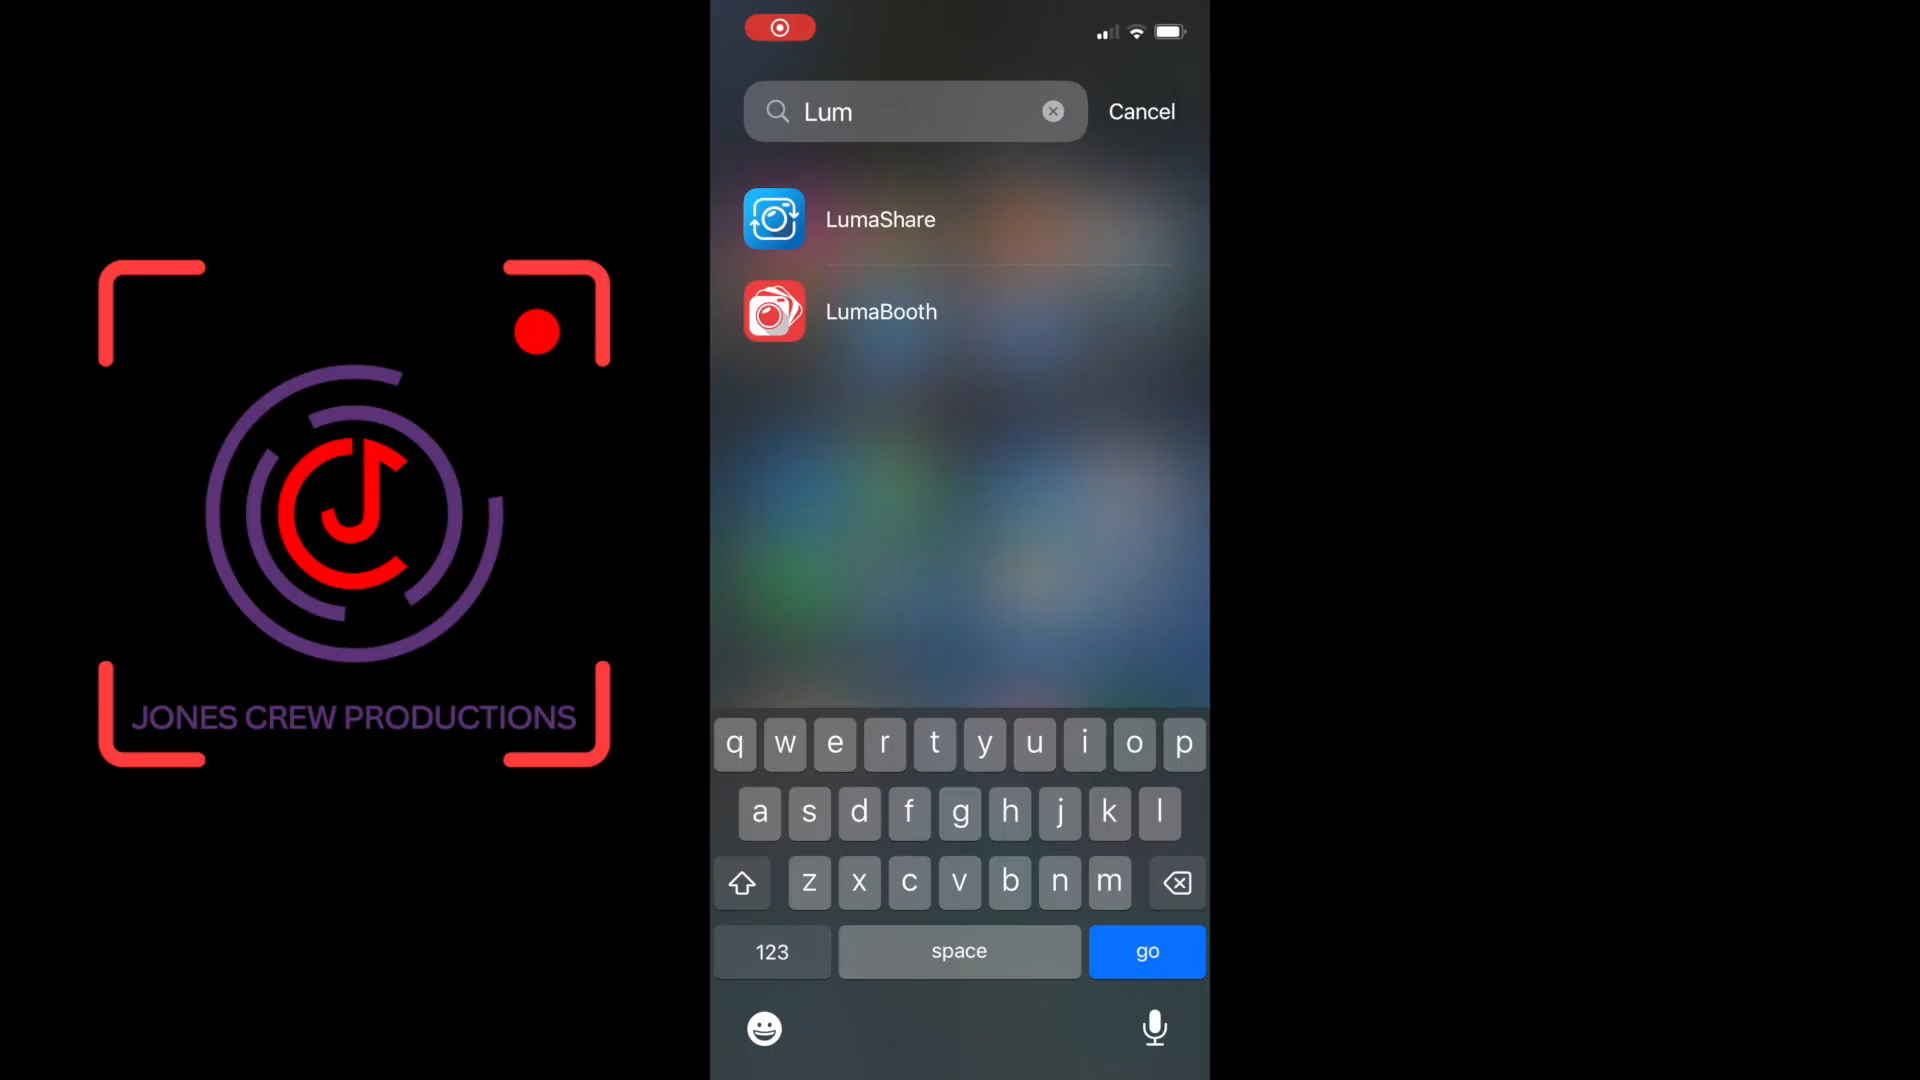 Lum
Cancel
LumaShare
LumaBooth
JONES CREW PRODUCTIONS
q w e r t y u i o p
a s d f g h j k l
z x c v b n m
123 space go